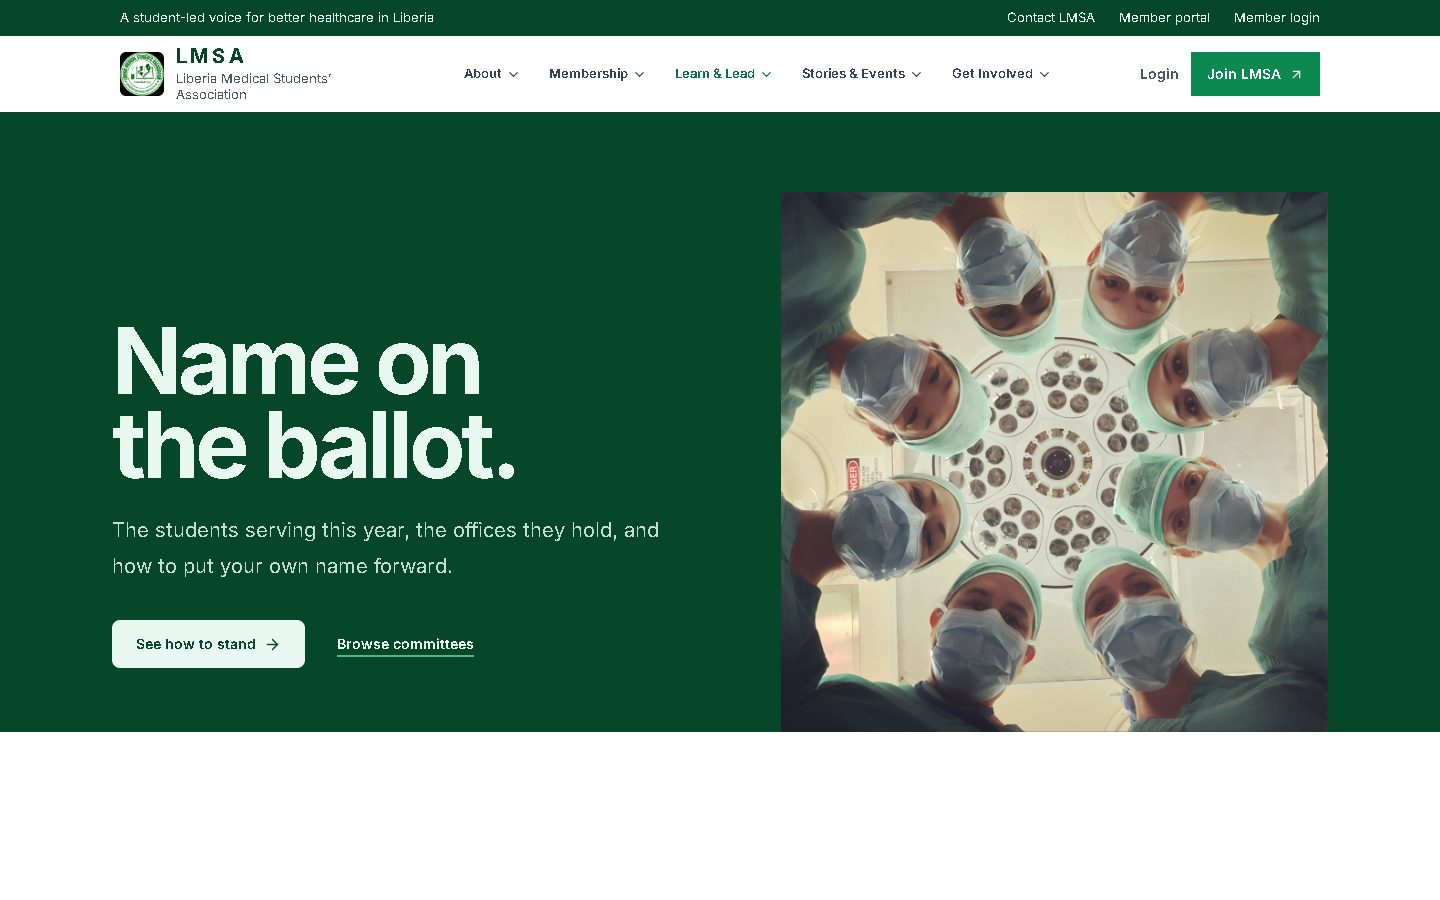 A student-led voice for better healthcare in Liberia
Contact LMSA
Member portal
Member login
LMSA
Liberia Medical Students'
Association
About
Membership
Learn & Lead
Stories & Events
Get Involved
Login
Join LMSA
Name on
the ballot.
The students serving this year, the offices they hold, and
how to put your own name forward.
See how to stand
Browse committees
DANGER